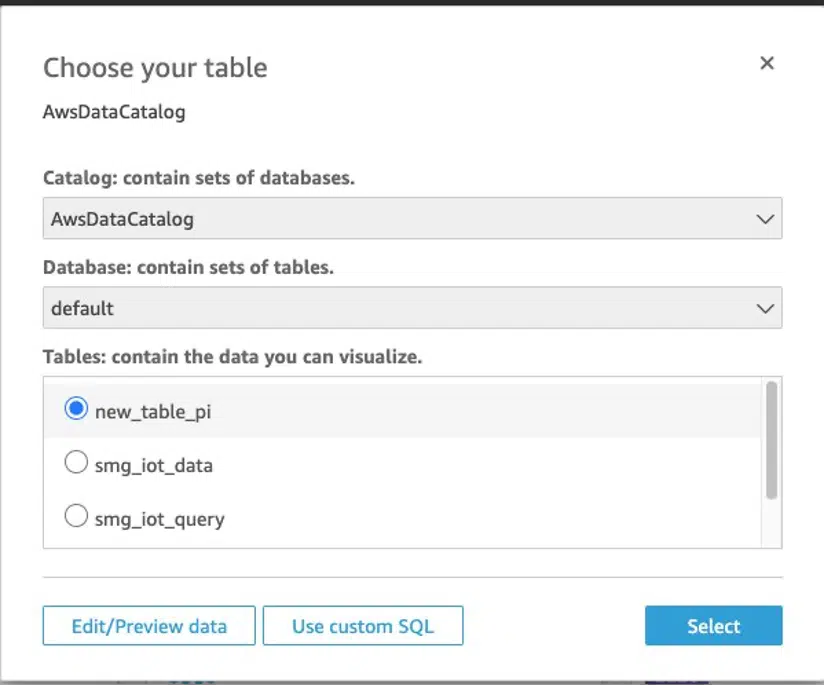 Choose your table
AwsDataCatalog
Catalog: contain sets of databases.
AwsDataCatalog
Database: contain sets of tables.
default
Tables: contain the data you can visualize.
new_table_pi
smg_iot_data
smg_iot_query
Edit/Preview data
Use custom SQL
Select